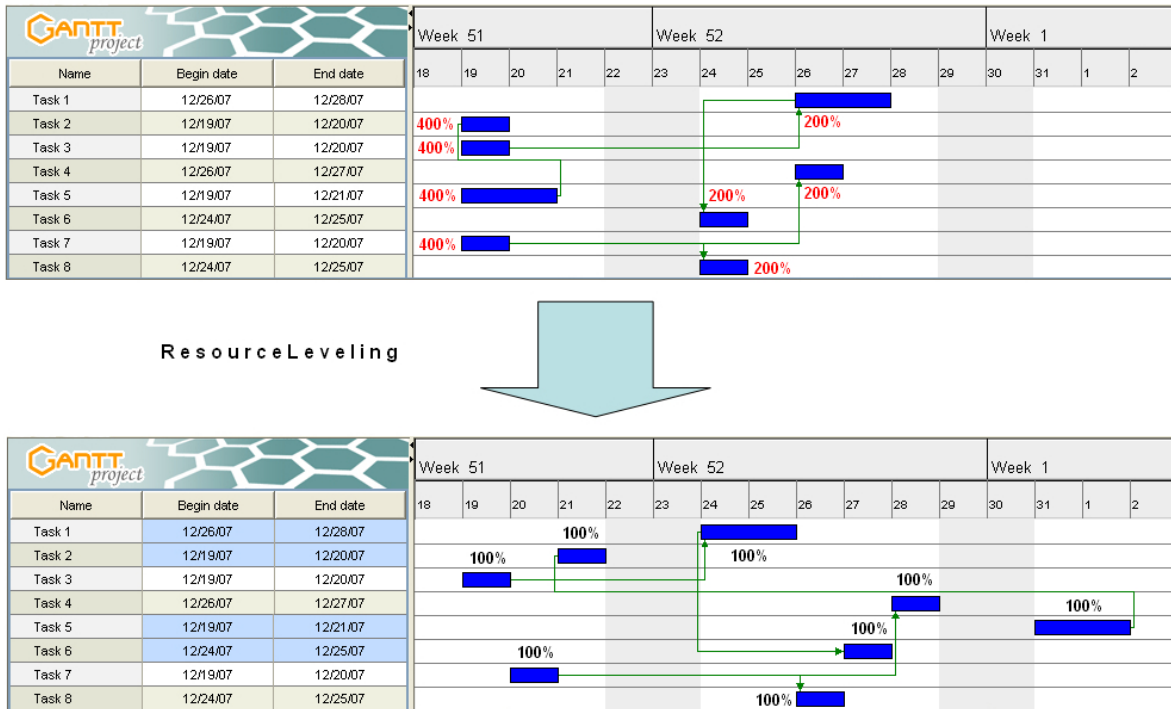 GANTT project
Week 51 Week 52 Week 1
Name Begin date End date 18 19 20 21 22 23 24 25 26 27 28 29 30 31 1 2
Task 1 12/26/07 12/28/07
Task 2 12/19/07 12/20/07 400% 200%
Task 3 12/19/07 12/20/07 400%
Task 4 12/26/07 12/27/07
Task 5 12/19/07 12/21/07 400% 200% 200%
Task 6 12/24/07 12/25/07
Task 7 12/19/07 12/20/07 400%
Task 8 12/24/07 12/25/07 200%
ResourceLeveling
GANTT project
Week 51 Week 52 Week 1
Name Begin date End date 18 19 20 21 22 23 24 25 26 27 28 29 30 31 1 2
Task 1 12/26/07 12/28/07 100%
Task 2 12/19/07 12/20/07 100% 100%
Task 3 12/19/07 12/20/07 100%
Task 4 12/26/07 12/27/07 100%
Task 5 12/19/07 12/21/07 100%
Task 6 12/24/07 12/25/07 100%
Task 7 12/19/07 12/20/07
Task 8 12/24/07 12/25/07 100%